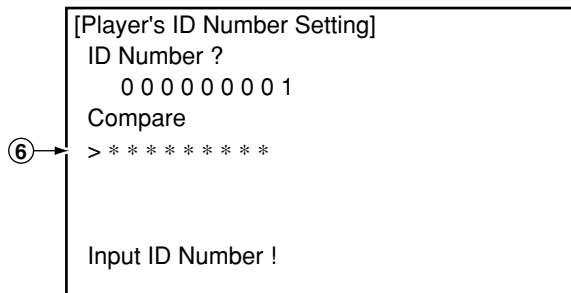 [Player's ID Number Setting]
ID Number ?
0 0 0 0 0 0 0 0 1
Compare
6 > * * * * * * * * *
Input ID Number !